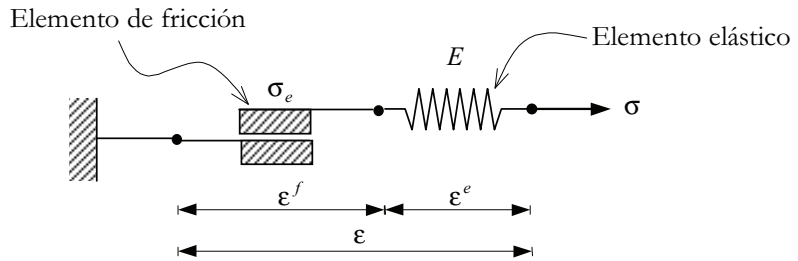 Elemento de fricción
Elemento elástico
E
σₑ
σ
εᶠ
εᵉ
ε